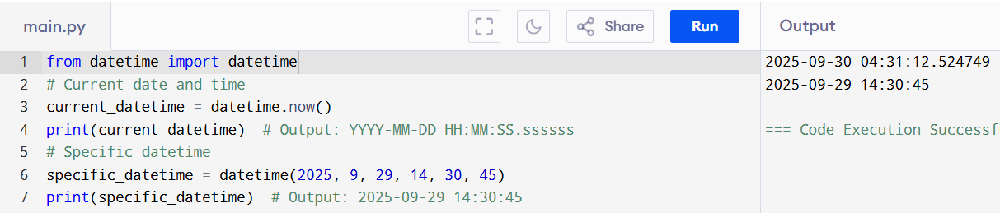 main.py
Share
Run
Output
1 from datetime import datetime
2 # Current date and time
3 current_datetime = datetime.now()
4 print(current_datetime)  # Output: YYYY-MM-DD HH:MM:SS.ssssss
5 # Specific datetime
6 specific_datetime = datetime(2025, 9, 29, 14, 30, 45)
7 print(specific_datetime)  # Output: 2025-09-29 14:30:45
2025-09-30 04:31:12.524749
2025-09-29 14:30:45
=== Code Execution Successf